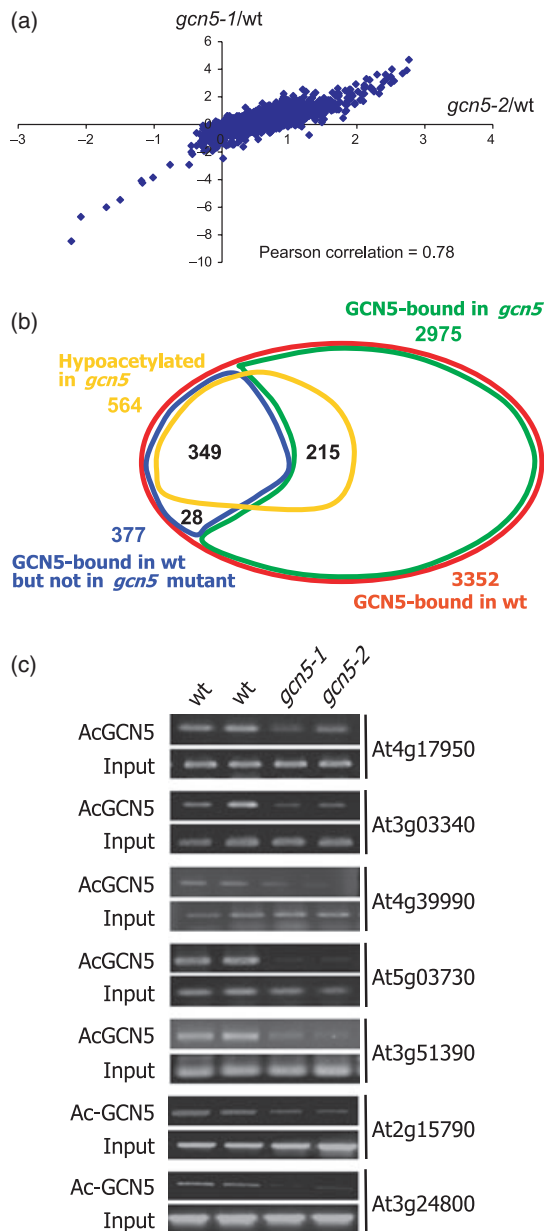 (a)
gcn5-1/wt
6
4
2
0
gcn5-2/wt
–3 –2 –1 0 1 2 3 4
–2
–4
–6
–8
–10
Pearson correlation = 0.78
(b)
GCN5-bound in gcn5
2975
Hypoacetylated
in gcn5
564
349
215
28
377
GCN5-bound in wt
but not in gcn5 mutant
3352
GCN5-bound in wt
(c)
wt wt gcn5-1 gcn5-2
AcGCN5
Input
At4g17950
AcGCN5
Input
At3g03340
AcGCN5
Input
At4g39990
AcGCN5
Input
At5g03730
AcGCN5
Input
At3g51390
Ac-GCN5
Input
At2g15790
Ac-GCN5
Input
At3g24800